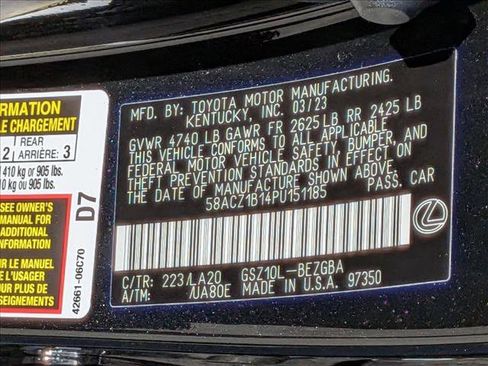 ORMATION
LE CHARGEMENT
1 REAR
2 ARRIÈRE: 3
410 kg or 905 lbs.
10 kg ou 905 lbs.
SEE OWNER'S
MANUAL FOR
ADDITIONAL
INFORMATION
LE MANUEL
L'USAGER
PLUS DE
42661-06C70
D7
MFD. BY: TOYOTA MOTOR MANUFACTURING.
KENTUCKY, INC. 03/23
GVWR 4740 LB GAWR FR 2625 LB RR 2425 LB
THIS VEHICLE CONFORMS TO ALL APPLICABLE
FEDERAL MOTOR VEHICLE SAFETY, BUMPER, AND
THEFT PREVENTION STANDARDS IN EFFECT ON
THE DATE OF MANUFACTURE SHOWN ABOVE.
58ACZ1B14PU151185 PASS. CAR
C/TR: 223/LA20 GSZ10L-BEZGBA
A/TM: /UA80E MADE IN U.S.A. 97350